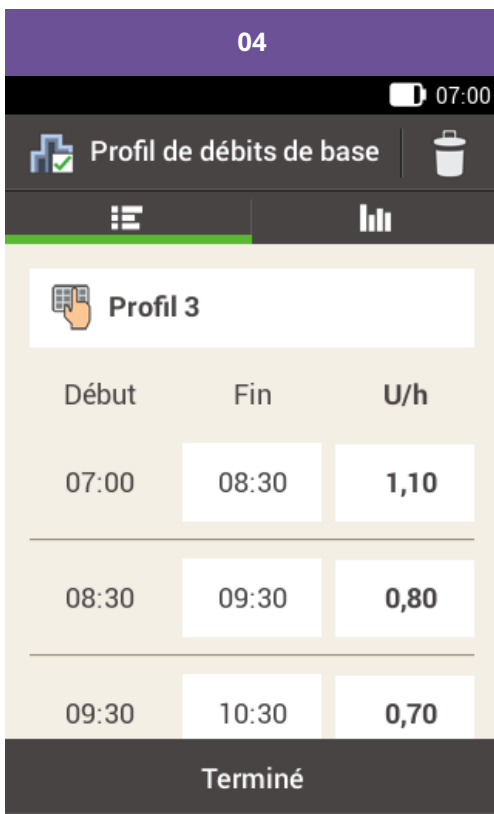 04
07:00
Profil de débits de base
Profil 3
Début Fin U/h
07:00 08:30 1,10
08:30 09:30 0,80
09:30 10:30 0,70
Terminé